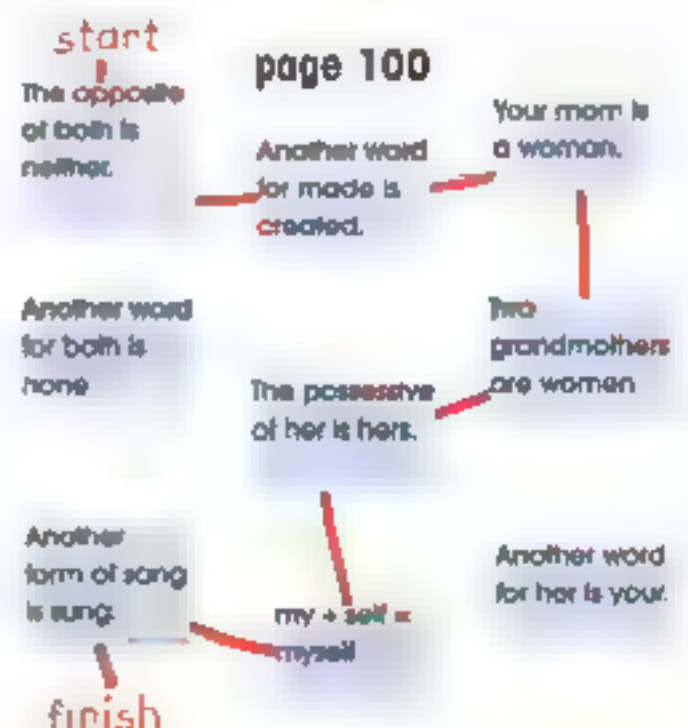 start
page 100
The opposite
of both is
neither.
Another word
for made is
created.
Your mom is
a woman.
Another word
for both is
none
The possessive
of her is hers.
Two
grandmothers
are women
Another
form of sang
is sung.
my + self =
myself
Another word
for her is your.
finish